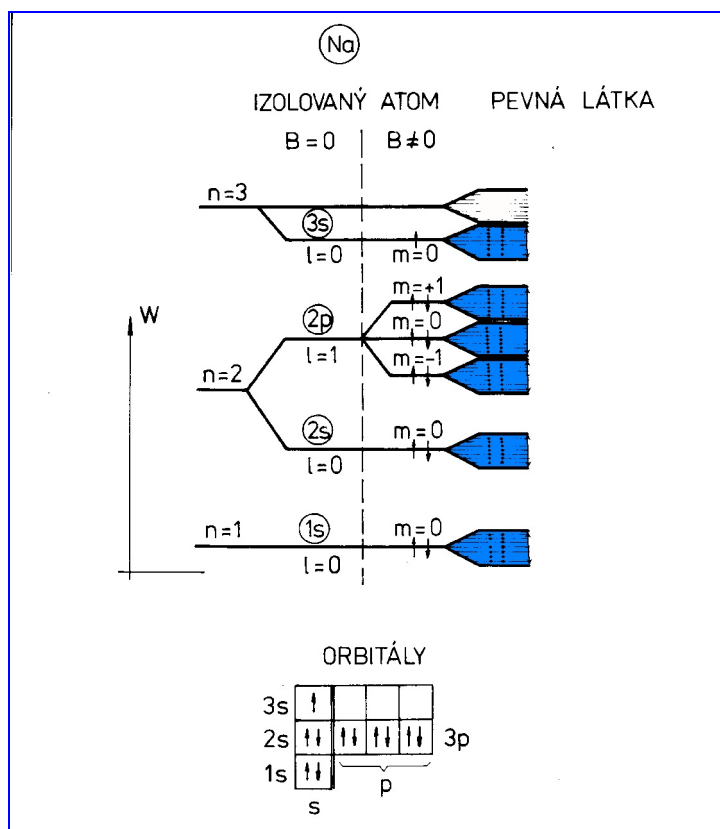 Na
IZOLOVANÝ ATOM PEVNÁ LÁTKA
B=0 B≠0
n=3
3s
l=0 m=0
m=+1
W
2p m=0
l=1 m=-1
n=2
2s m=0
l=0
n=1 1s m=0
l=0
ORBITÁLY
3s
2s 3p
1s p
s